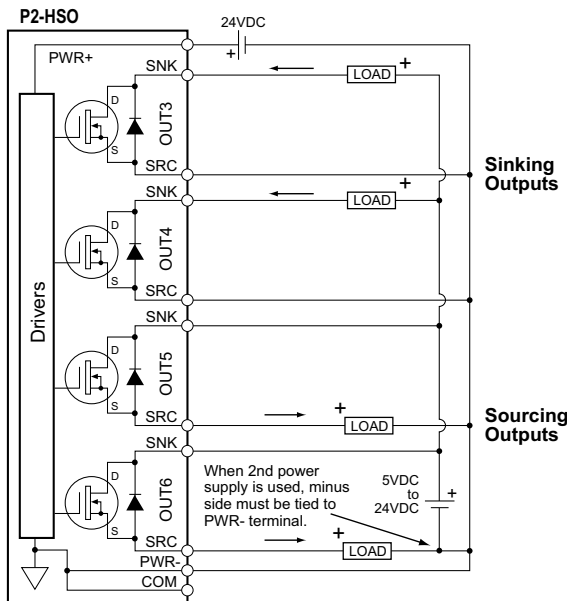 P2-HSO
24VDC
+
PWR+
SNK
LOAD
+
D
S
OUT3
SRC
SNK
LOAD
+
Sinking
Outputs
D
S
OUT4
SRC
SNK
Drivers
D
S
OUT5
SRC
+
LOAD
Sourcing
Outputs
SNK
When 2nd power
supply is used, minus
side must be tied to
PWR- terminal.
5VDC
to
24VDC
+
D
S
OUT6
SRC
+
LOAD
PWR-
COM